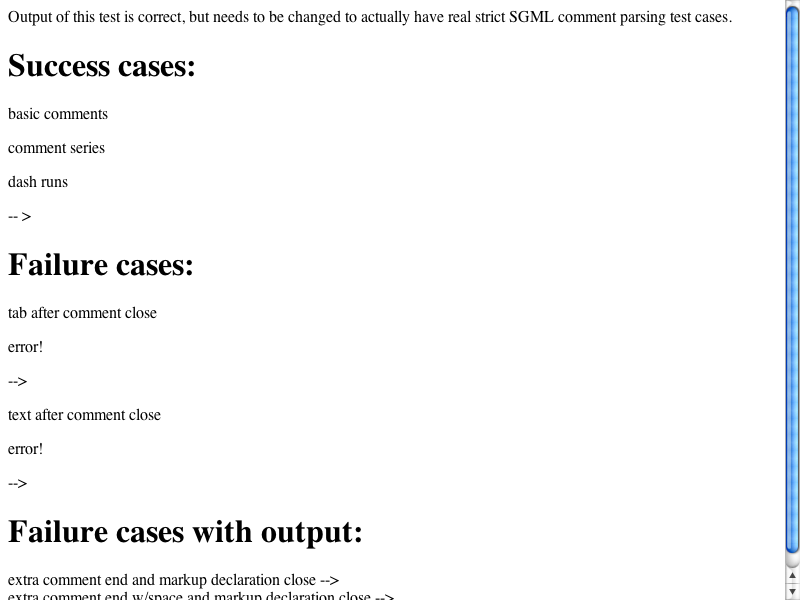 Output of this test is correct, but needs to be changed to actually have real strict SGML comment parsing test cases.
Success cases:
basic comments
comment series
dash runs
-- >
Failure cases:
tab after comment close
error!
-->
text after comment close
error!
-->
Failure cases with output:
extra comment end and markup declaration close -->
extra comment end w/space and markup declaration close -->